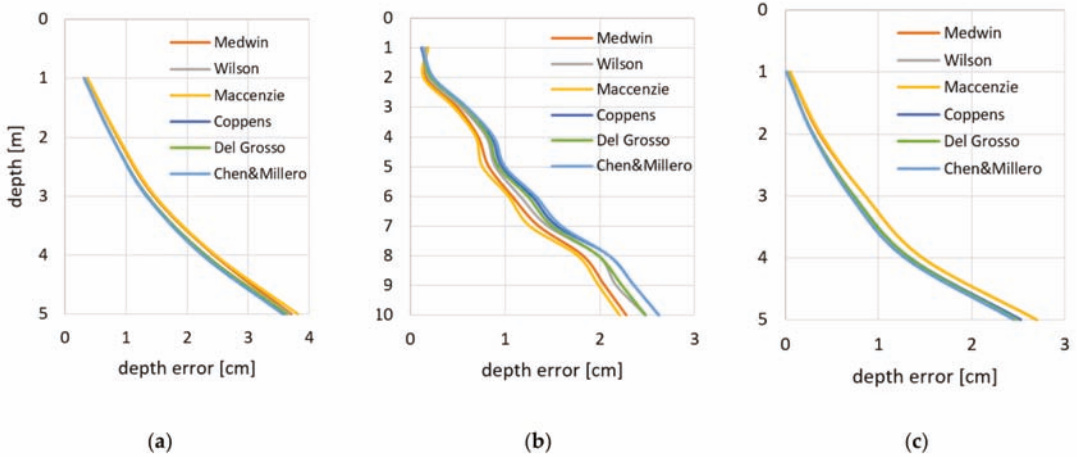 0
1
2
3
4
5
depth [m]
0
1
2
3
4
depth error [cm]
Medwin
Wilson
Maccenzie
Coppens
Del Grosso
Chen&Millero
(a)
0
1
2
3
4
5
6
7
8
9
10
0
1
2
3
depth error [cm]
Medwin
Wilson
Maccenzie
Coppens
Del Grosso
Chen&Millero
(b)
0
1
2
3
4
5
0
1
2
3
depth error [cm]
Medwin
Wilson
Maccenzie
Coppens
Del Grosso
Chen&Millero
(c)